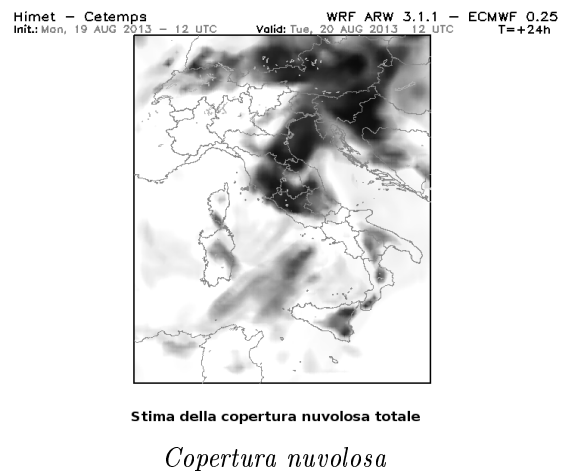 Himet – Cetemps WRF ARW 3.1.1 – ECMWF 0.25
Init.: Mon, 19 AUG 2013 – 12 UTC Valid: Tue, 20 AUG 2013 12 UTC T=+24h
Stima della copertura nuvolosa totale
Copertura nuvolosa